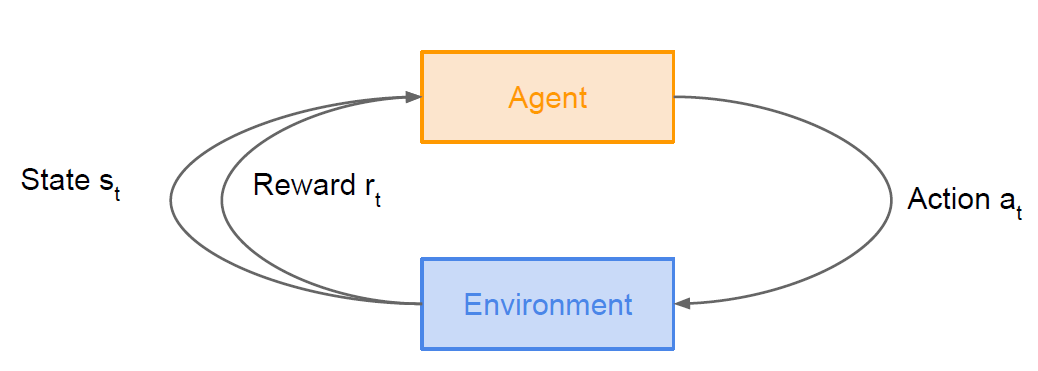 Agent
State sₜ
Reward rₜ
Action aₜ
Environment